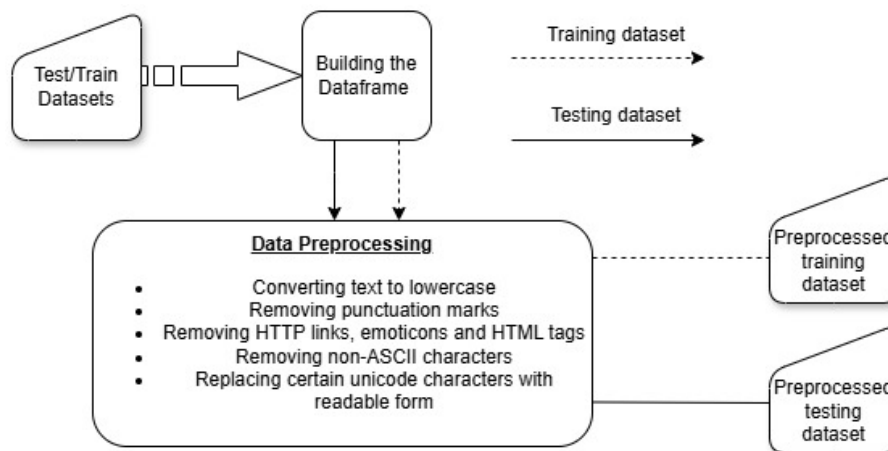 Test/Train
Datasets
Building the
Dataframe
Training dataset
Testing dataset
Data Preprocessing
• Converting text to lowercase
• Removing punctuation marks
• Removing HTTP links, emoticons and HTML tags
• Removing non-ASCII characters
• Replacing certain unicode characters with
readable form
Preprocessed
training
dataset
Preprocessed
testing
dataset